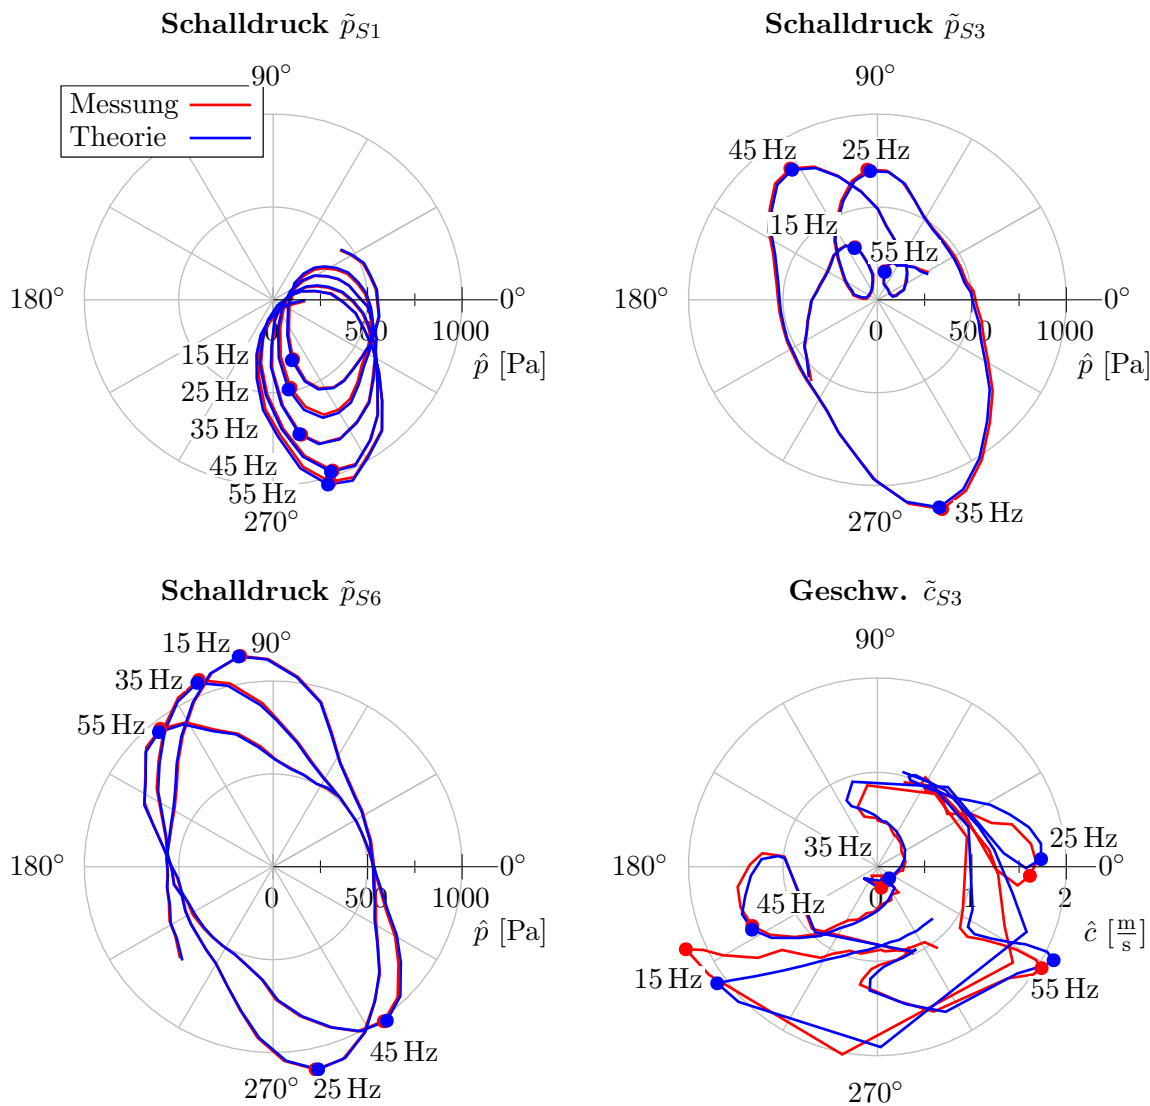 Schalldruck p̃S1
90°
Messung
Theorie
180°
0°
0
500
1000
p̂ [Pa]
15 Hz
25 Hz
35 Hz
45 Hz
55 Hz
270°
Schalldruck p̃S3
90°
45 Hz
25 Hz
15 Hz
55 Hz
180°
0°
0
500
1000
p̂ [Pa]
270°
35 Hz
Schalldruck p̃S6
15 Hz
90°
35 Hz
55 Hz
180°
0°
0
500
1000
p̂ [Pa]
45 Hz
270°
25 Hz
Geschw. c̃S3
90°
35 Hz
25 Hz
180°
0°
0
1
2
45 Hz
ĉ [m/s]
15 Hz
55 Hz
270°